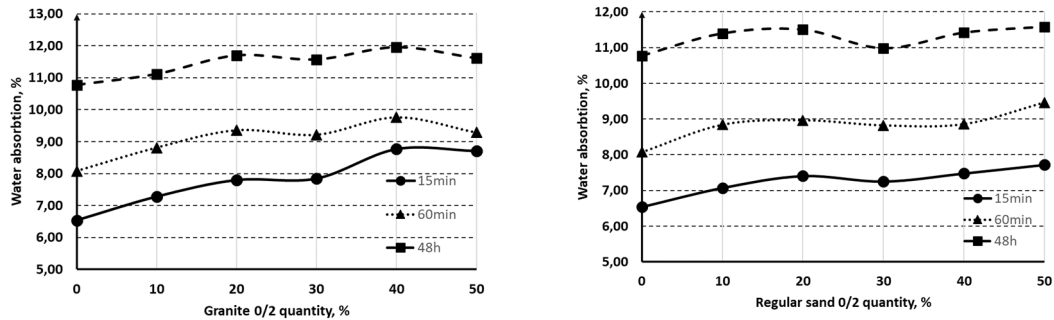 Water absorbtion, %
13,00
12,00
11,00
10,00
9,00
8,00
7,00
6,00
5,00
15min
60min
48h
0 10 20 30 40 50
Granite 0/2 quantity, %
Water absorbtion, %
12,00
11,00
10,00
9,00
8,00
7,00
6,00
5,00
15min
60min
48h
0 10 20 30 40 50
Regular sand 0/2 quantity, %